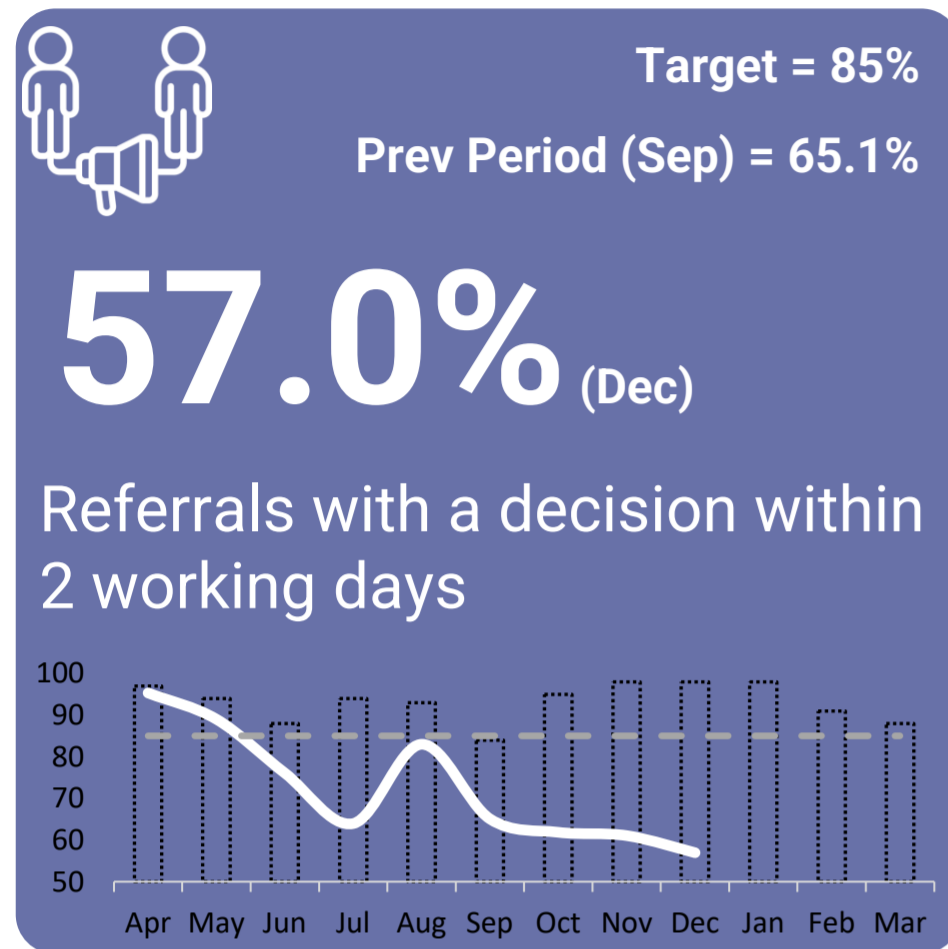 Target = 85%
Prev Period (Sep) = 65.1%
57.0% (Dec)
Referrals with a decision within
2 working days
100
90
80
70
60
50
Apr May Jun Jul Aug Sep Oct Nov Dec Jan Feb Mar